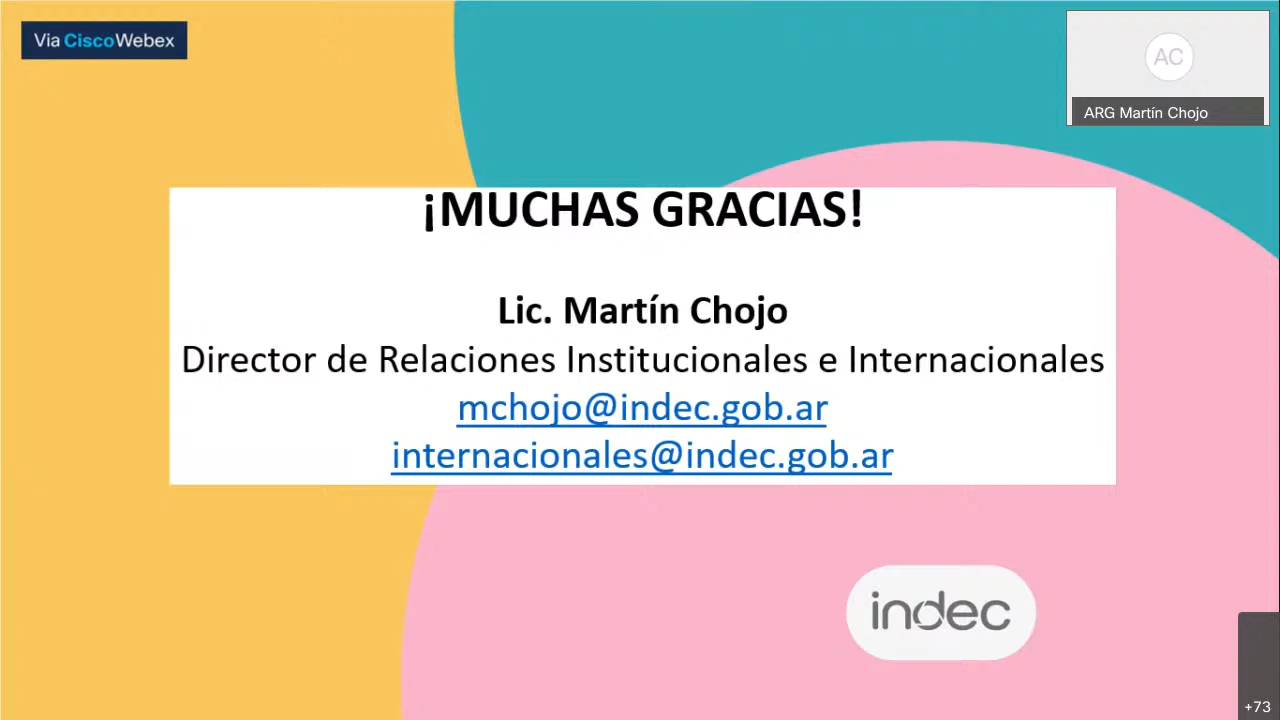 Via CiscoWebex
AC
ARG Martín Chojo
¡MUCHAS GRACIAS!
Lic. Martín Chojo
Director de Relaciones Institucionales e Internacionales
mchojo@indec.gob.ar
internacionales@indec.gob.ar
indec
+73